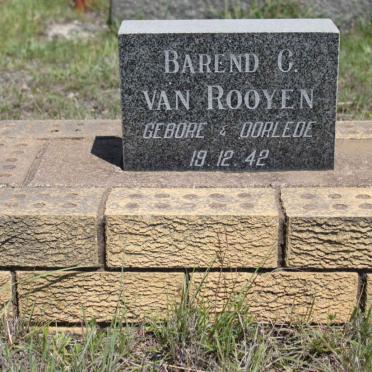 BAREND G.
VAN ROOYEN
GEBORE & OORLEDE
19.12.42